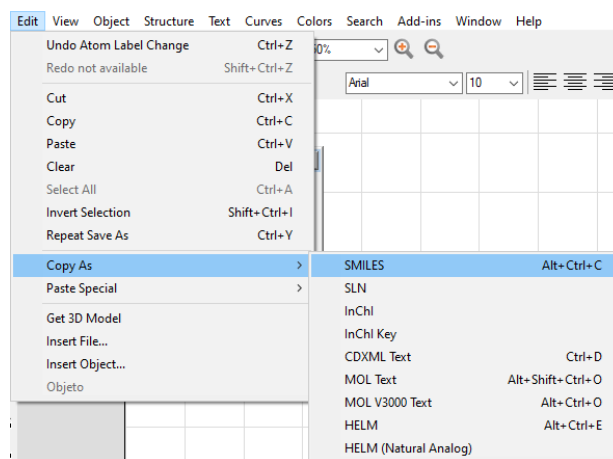 Edit View Object Structure Text Curves Colors Search Add-ins Window Help
Undo Atom Label Change Ctrl+Z
Redo not available Shift+Ctrl+Z
Arial 10
Cut Ctrl+X
Copy Ctrl+C
Paste Ctrl+V
Clear Del
Select All Ctrl+A
Invert Selection Shift+Ctrl+I
Repeat Save As Ctrl+Y
Copy As
Paste Special
Get 3D Model
Insert File...
Insert Object...
Objeto
SMILES Alt+Ctrl+C
SLN
InChI
InChI Key
CDXML Text Ctrl+D
MOL Text Alt+Shift+Ctrl+O
MOL V3000 Text Alt+Ctrl+O
HELM Alt+Ctrl+E
HELM (Natural Analog)